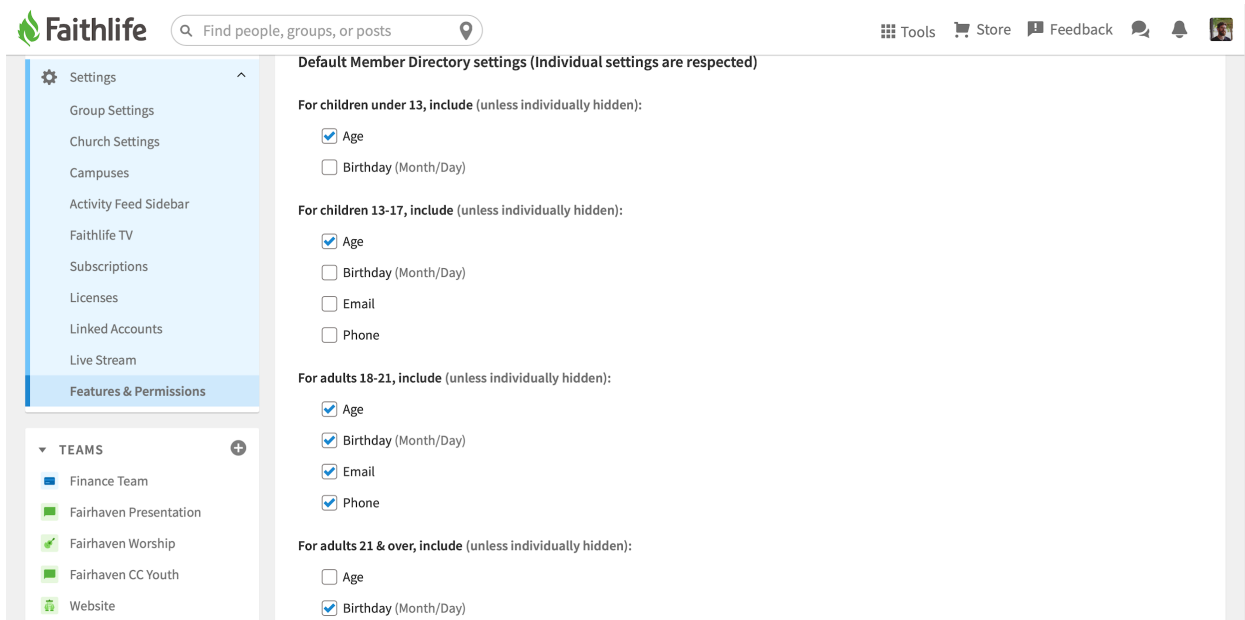 Faithlife
Find people, groups, or posts
Tools
Store
Feedback
Settings
Group Settings
Church Settings
Campuses
Activity Feed Sidebar
Faithlife TV
Subscriptions
Licenses
Linked Accounts
Live Stream
Features & Permissions
TEAMS
Finance Team
Fairhaven Presentation
Fairhaven Worship
Fairhaven CC Youth
Website
Default Member Directory settings (Individual settings are respected)
For children under 13, include (unless individually hidden):
Age
Birthday (Month/Day)
For children 13-17, include (unless individually hidden):
Age
Birthday (Month/Day)
Email
Phone
For adults 18-21, include (unless individually hidden):
Age
Birthday (Month/Day)
Email
Phone
For adults 21 & over, include (unless individually hidden):
Age
Birthday (Month/Day)